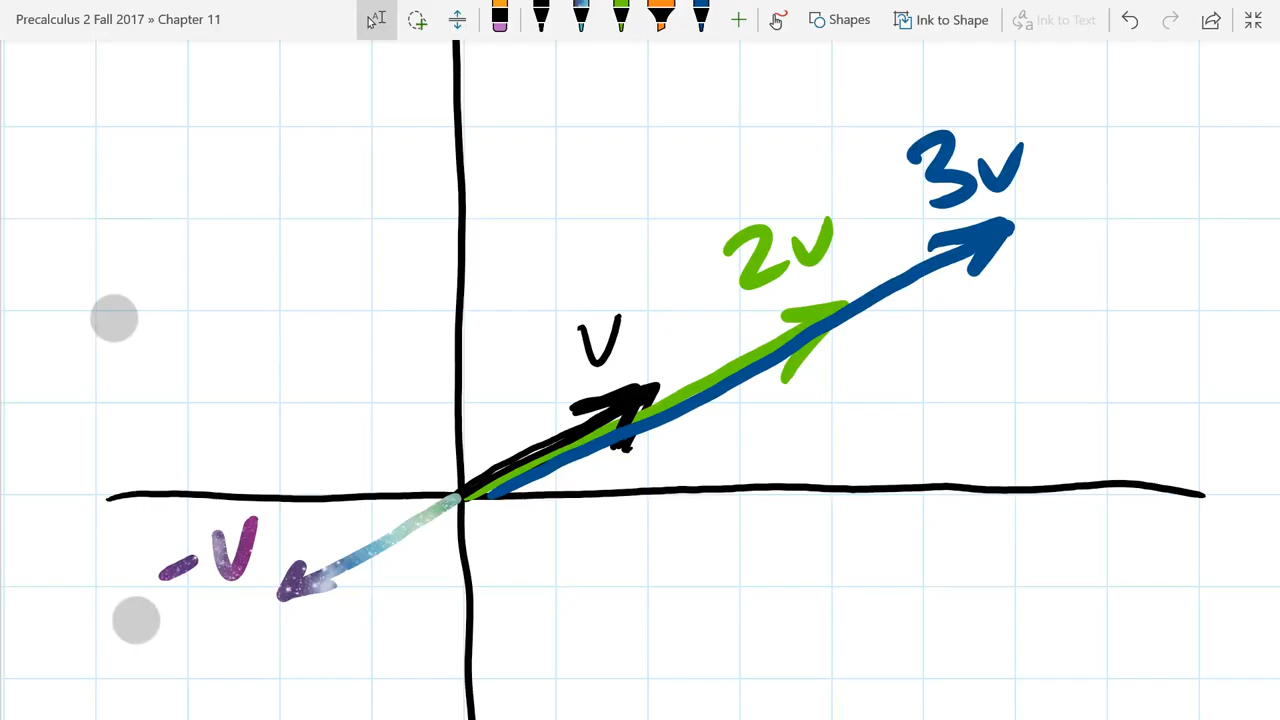 Precalculus 2 Fall 2017 » Chapter 11
Shapes
Ink to Shape
Ink to Text
3v
2v
v
-v